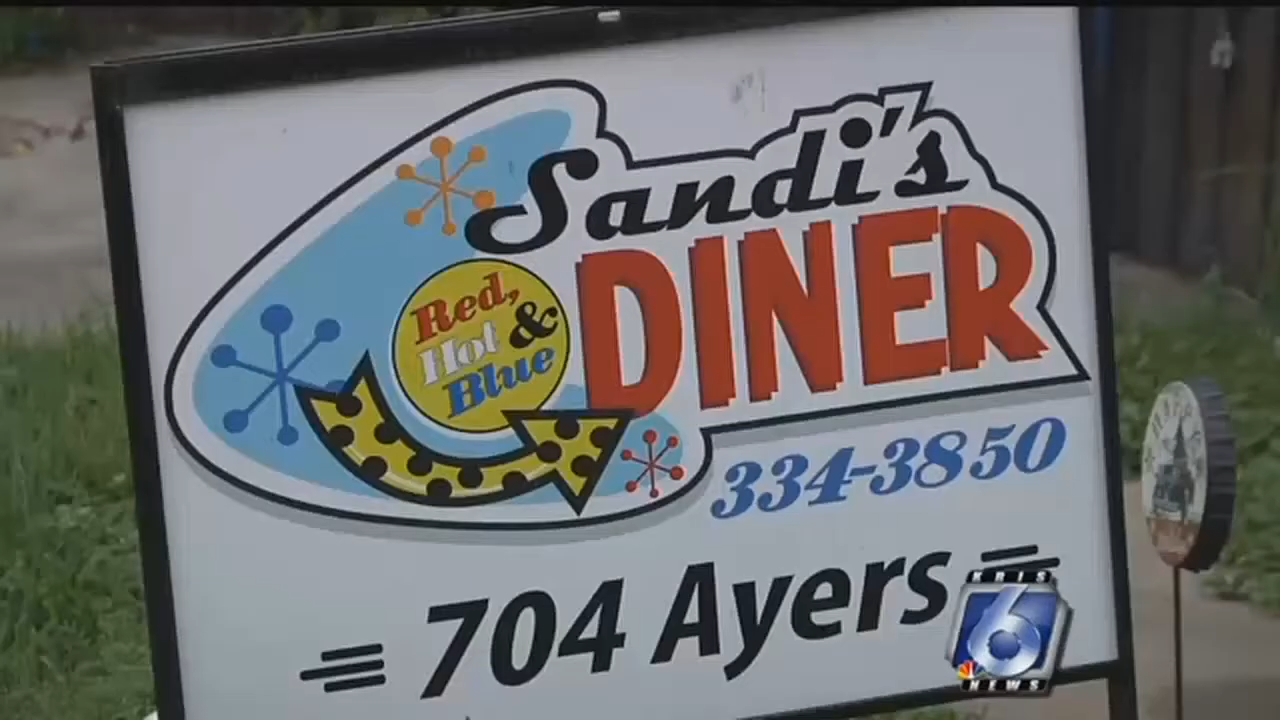 Sandi's
DINER
Red,
Hot &
Blue
334-3850
704 Ayers
KRIS
6
NEWS